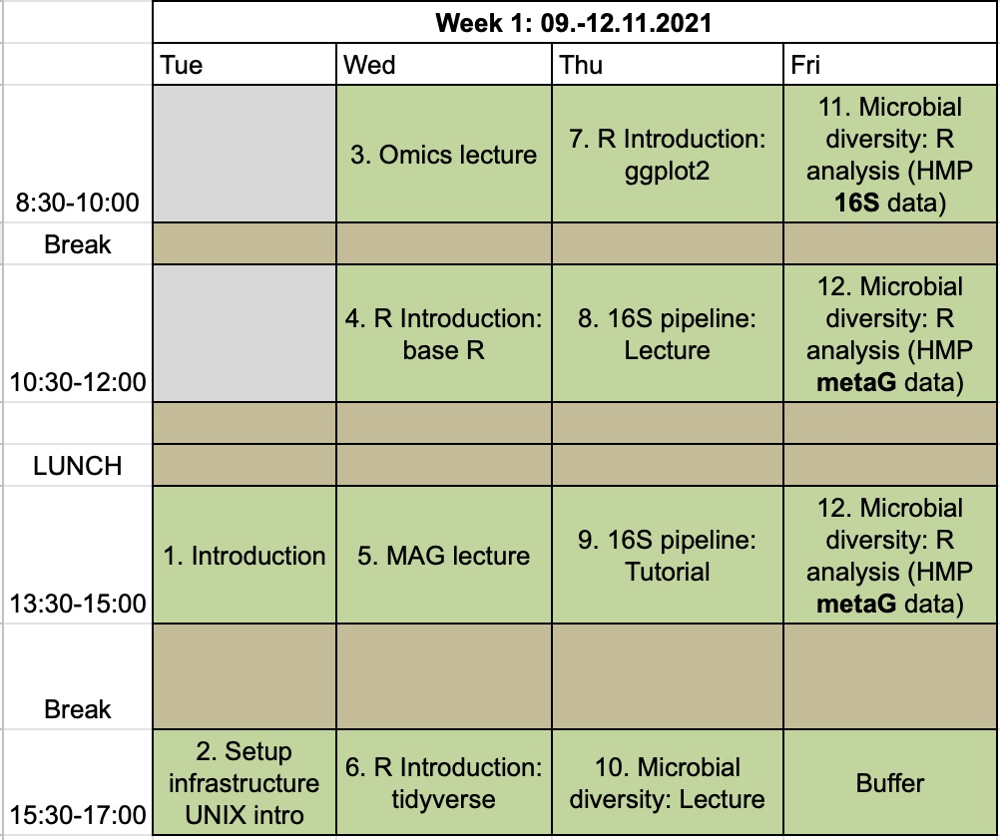 Week 1: 09.-12.11.2021
Tue Wed Thu Fri
8:30-10:00
3. Omics lecture
7. R Introduction:
ggplot2
11. Microbial
diversity: R
analysis (HMP
16S data)
Break
10:30-12:00
4. R Introduction:
base R
8. 16S pipeline:
Lecture
12. Microbial
diversity: R
analysis (HMP
metaG data)
LUNCH
13:30-15:00
1. Introduction
5. MAG lecture
9. 16S pipeline:
Tutorial
12. Microbial
diversity: R
analysis (HMP
metaG data)
Break
15:30-17:00
2. Setup
infrastructure
UNIX intro
6. R Introduction:
tidyverse
10. Microbial
diversity: Lecture
Buffer